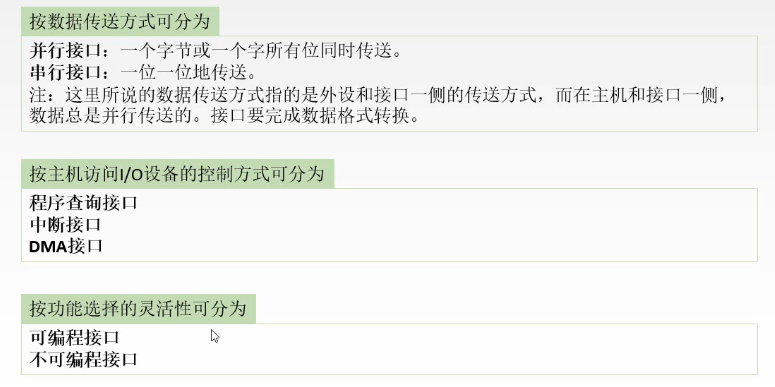 按数据传送方式可分为
并行接口：一个字节或一个字所有位同时传送。
串行接口：一位一位地传送。
注：这里所说的数据传送方式指的是外设和接口一侧的传送方式，而在主机和接口一侧，
数据总是并行传送的。接口要完成数据格式转换。
按主机访问I/O设备的控制方式可分为
程序查询接口
中断接口
DMA接口
按功能选择的灵活性可分为
可编程接口
不可编程接口